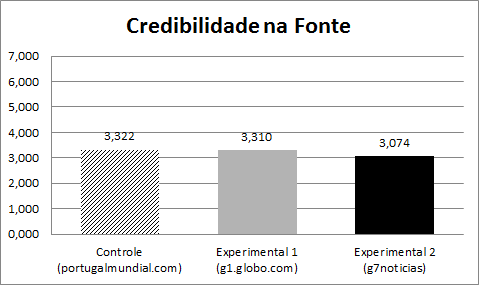 Credibilidade na Fonte
7,000
6,000
5,000
4,000
3,000
2,000
1,000
0,000
3,322
3,310
3,074
Controle
(portugalmundial.com)
Experimental 1
(g1.globo.com)
Experimental 2
(g7noticias)